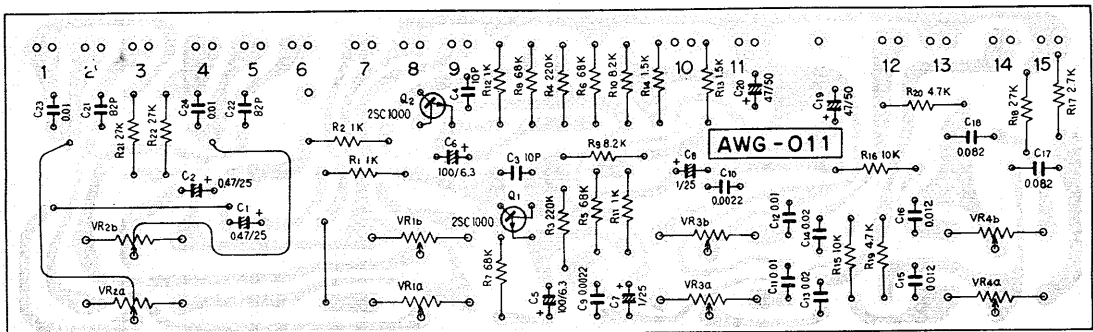 1 2 3 4 5 6 7 8 9 10 11 12 13 14 15
C23 0.01
C21 82P
R21 27K
R22 27K
C24 0.01
C22 82P
Q2
2SC1000
C4 10P
R12 1K
R8 68K
R4 220K
R6 68K
R10 8.2K
R14 1.5K
R13 1.5K
C20 47/50
C19 47/50
R20 4.7K
C18 0.082
R18 27K
R17 2.7K
R2 1K
R1 1K
C6 +
100/6.3
C3 10P
R9 8.2K
+ C8
1/25
AWG-011
C10
0.0022
R16 10K
C17
0.082
C2 +
0.47/25
C1 +
0.47/25
VR2b
VR1b
2SC1000
Q1
R3 220K
R5 68K
R11 1K
VR3b
C12 0.01
C14 0.02
R15 10K
R19 4.7K
C16 0.012
VR4b
VR2a
VR1a
R7 68K
C5 100/6.3
C9 0.0022
C7 1/25
VR3a
C11 0.01
C13 0.02
C15 0.012
VR4a